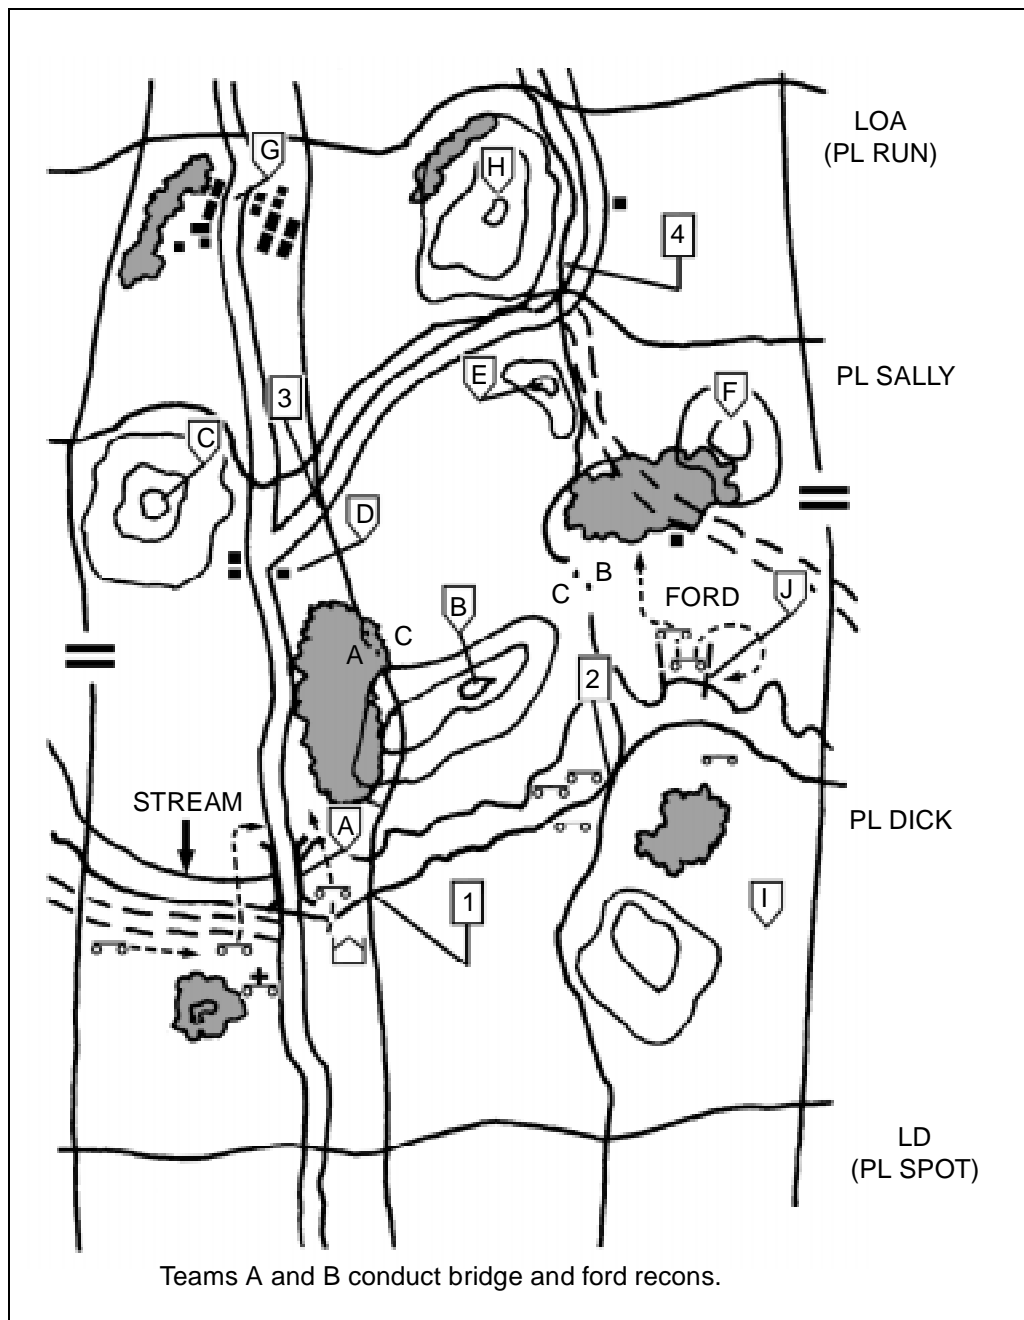 LOA
(PL RUN)
G
H
4
PL SALLY
E
F
3
C
D
B
C
FORD
J
B
C
A
2
STREAM
A
PL DICK
1
I
LD
(PL SPOT)
Teams A and B conduct bridge and ford recons.